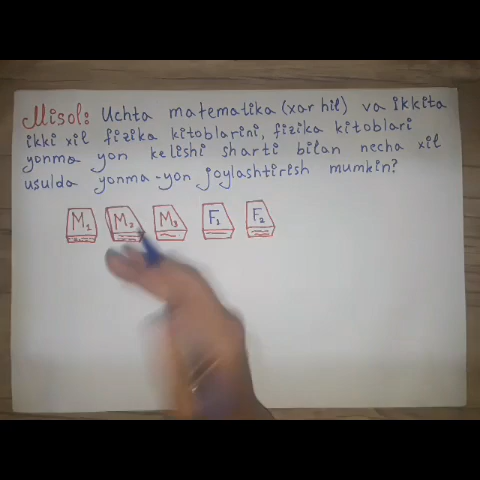 Misol: Uchta matematika (xar hil) va ikkita
ikki xil fizika kitoblarini, fizika kitoblari
yonma yon kelishi sharti bilan necha xil
usulda yonma-yon joylashtirish mumkin?
M₁ M₂ M₃ F₁ F₂